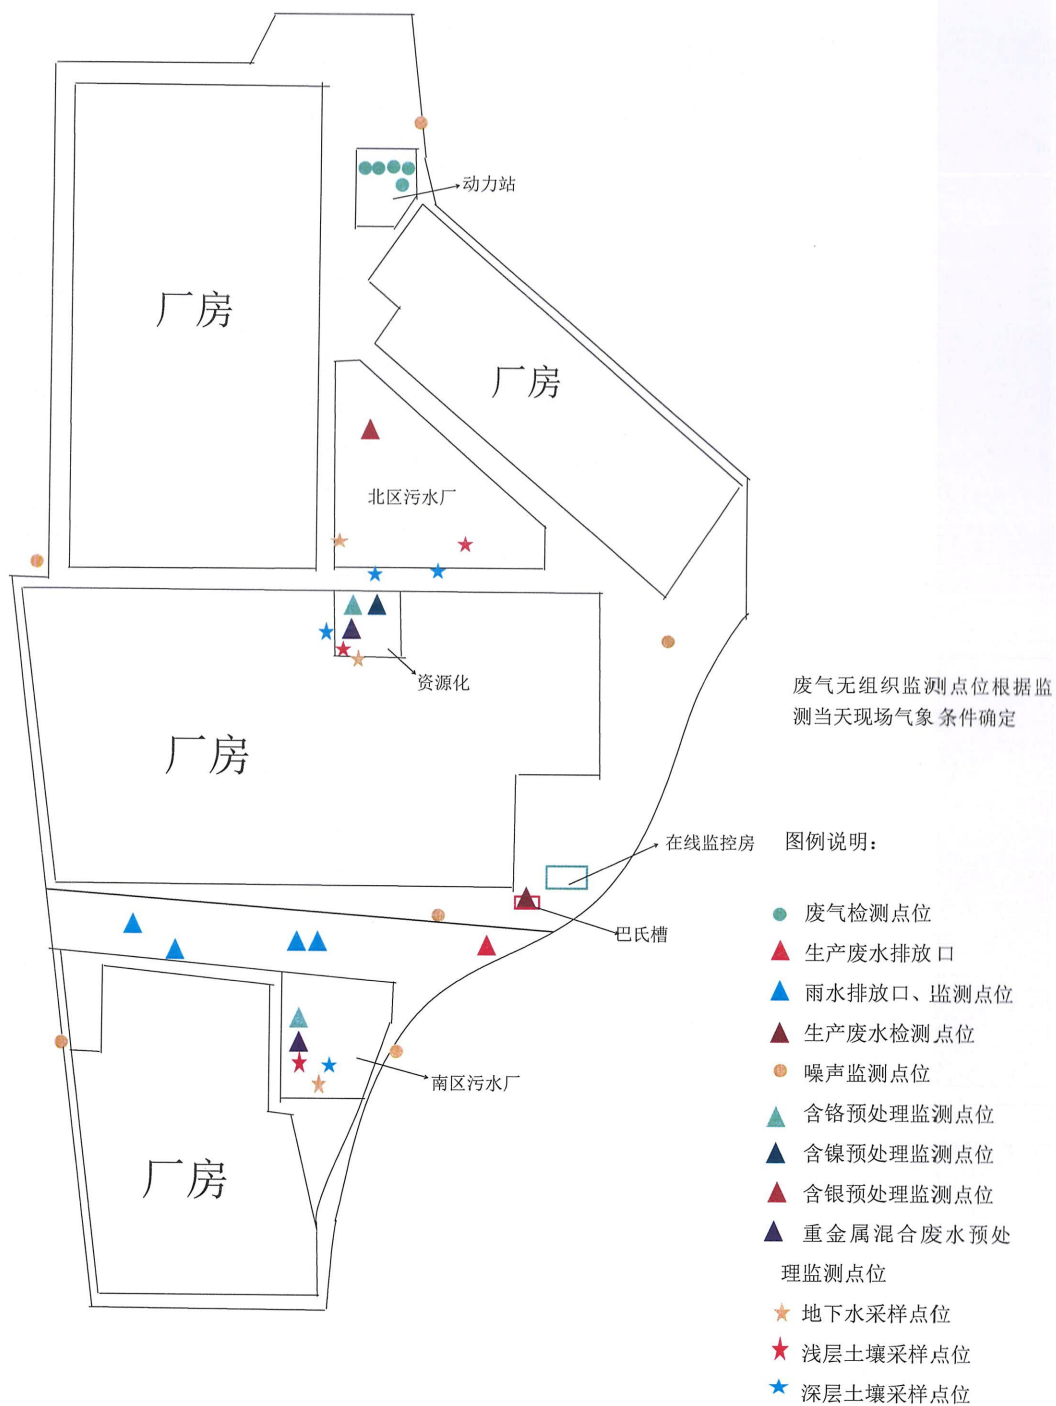 动力站
厂房
厂房
北区污水厂
资源化
废气无组织监测点位根据监
测当天现场气象条件确定
厂房
在线监控房
图例说明：
废气检测点位
巴氏槽
生产废水排放口
雨水排放口、监测点位
生产废水检测点位
噪声监测点位
南区污水厂
含铬预处理监测点位
含镍预处理监测点位
厂房
含银预处理监测点位
重金属混合废水预处
理监测点位
地下水采样点位
浅层土壤采样点位
深层土壤采样点位